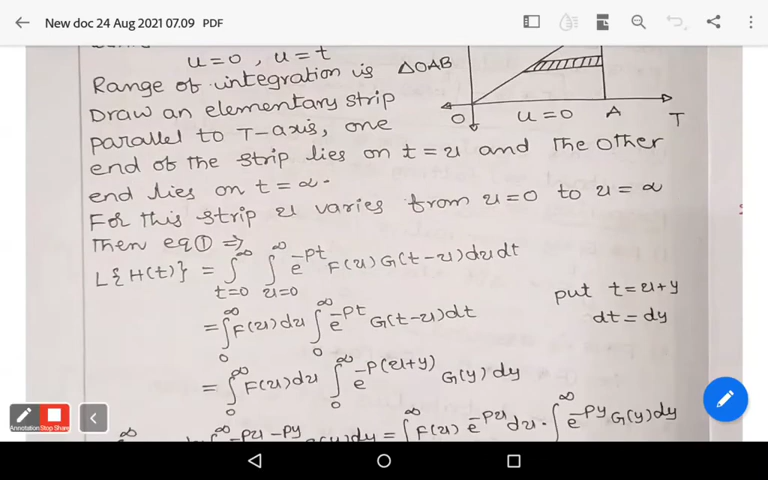 New doc 24 Aug 2021 07.09 PDF
u=0, u=t
Range of integration is ΔOAB
Draw an elementary strip
parallel to T-axis, one
end of the strip lies on t=u and the other
end lies on t=∞.
For this strip u varies from u=0 to u=∞
Then eq① ⇒
O u=0 A T
L{H(t)} = ∫_{t=0}^{∞} ∫_{u=0}^{∞} e^{-pt} F(u) G(t-u) du dt
= ∫_0^∞ F(u) du ∫_0^∞ e^{-pt} G(t-u) dt
put t=u+y
dt=dy
= ∫_0^∞ F(u) du ∫_0^∞ e^{-p(u+y)} G(y) dy
= ∫^∞ F(u) e^{-pu} du . ∫^∞ e^{-py} G(y) dy
Annotation Stop Share